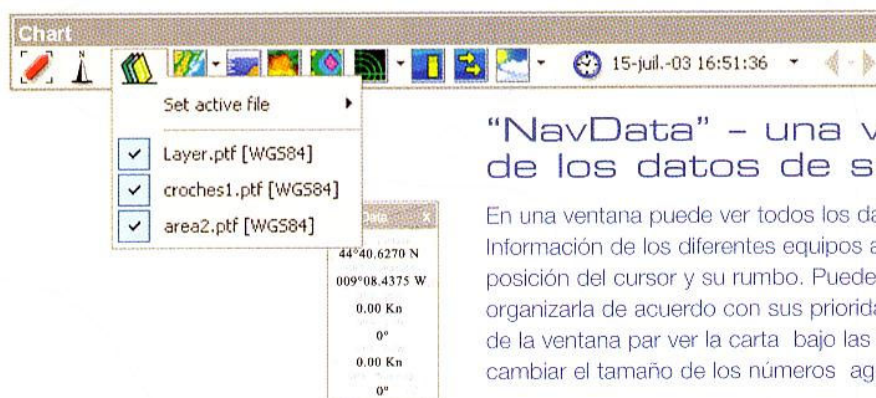 Chart
N
15-juil.-03 16:51:36
Set active file
Layer.ptf [WGS84]
croches1.ptf [WGS84]
area2.ptf [WGS84]
Data x
44°40.6270 N
009°08.4375 W
0.00 Kn
0°
0.00 Kn
0°
“NavData” – una v
de los datos de s
En una ventana puede ver todos los da
Información de los diferentes equipos a
posición del cursor y su rumbo. Puede
organizarla de acuerdo con sus priorida
de la ventana par ver la carta bajo las
cambiar el tamaño de los números ag